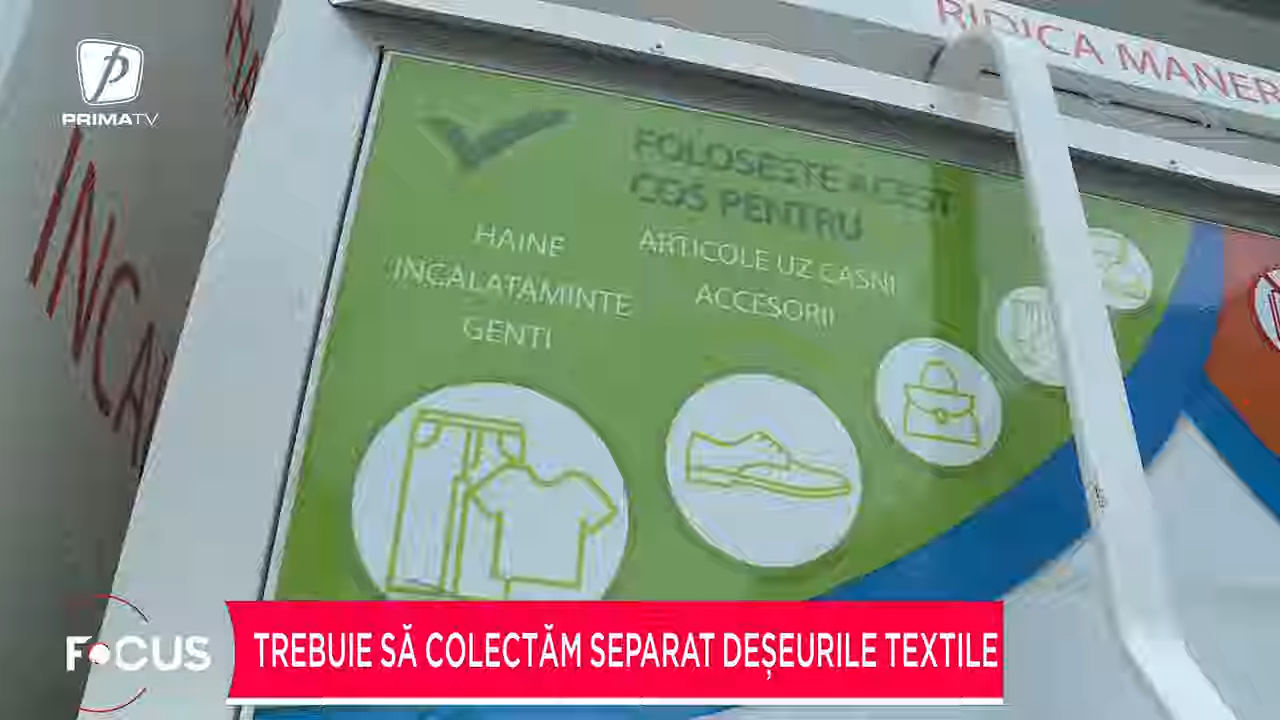 PRIMATV
RIDICA MANER
INCA
FOLOSESTE ACEST
COS PENTRU
HAINE
INCALATAMINTE
GENTI
ARTICOLE UZ CASNI
ACCESORII
FOCUS
TREBUIE SĂ COLECTĂM SEPARAT DEȘEURILE TEXTILE